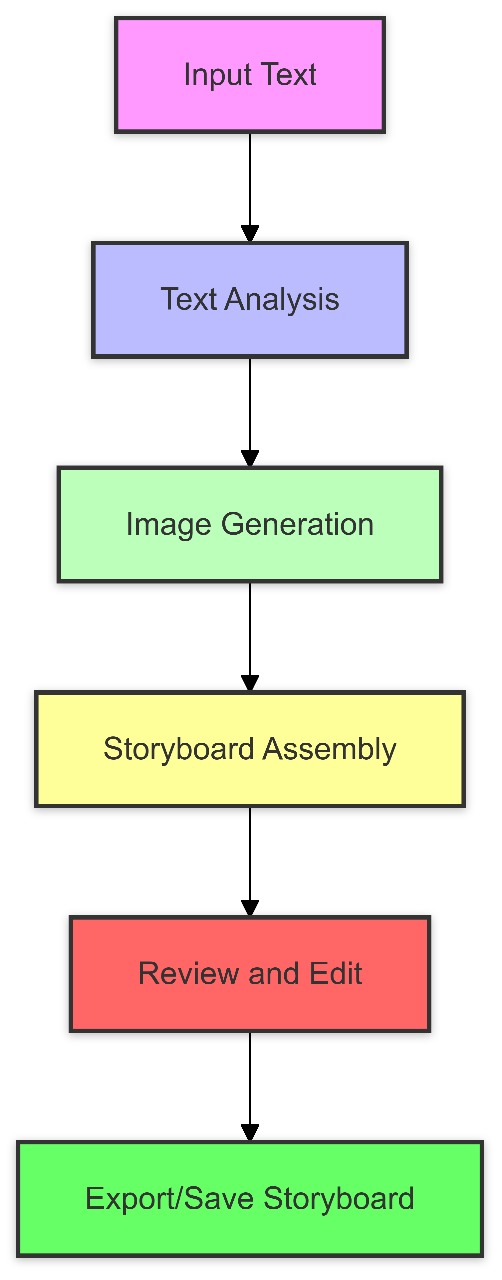 Input Text
Text Analysis
Image Generation
Storyboard Assembly
Review and Edit
Export/Save Storyboard